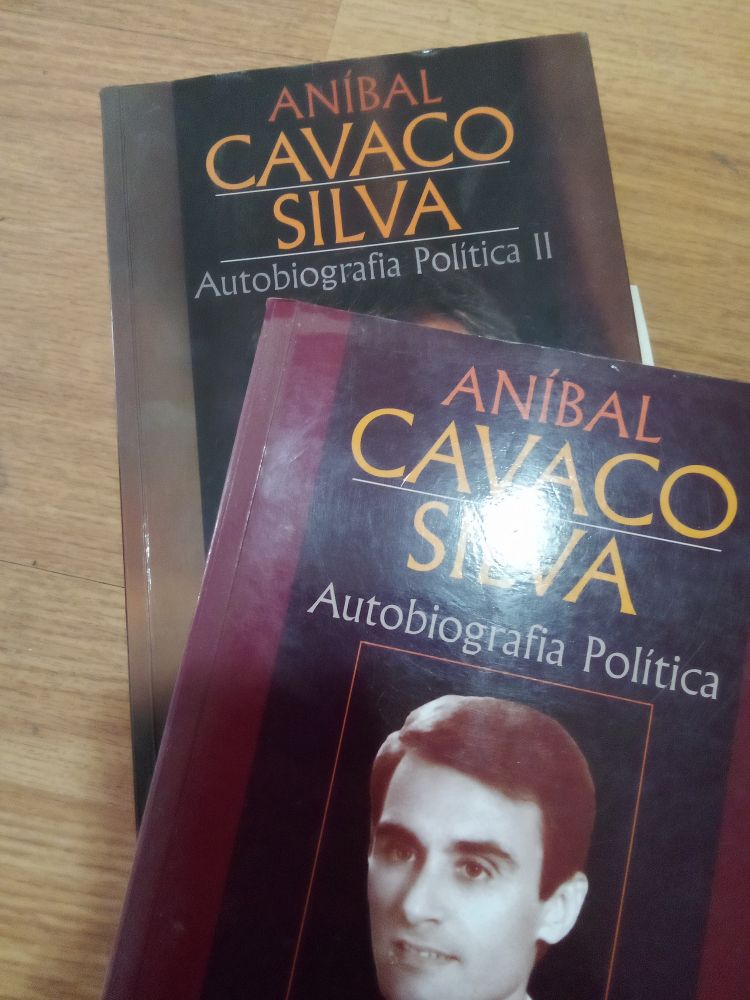 ANÍBAL
CAVACO
SILVA
Autobiografia Política II
ANÍBAL
CAVACO
SILVA
Autobiografia Política